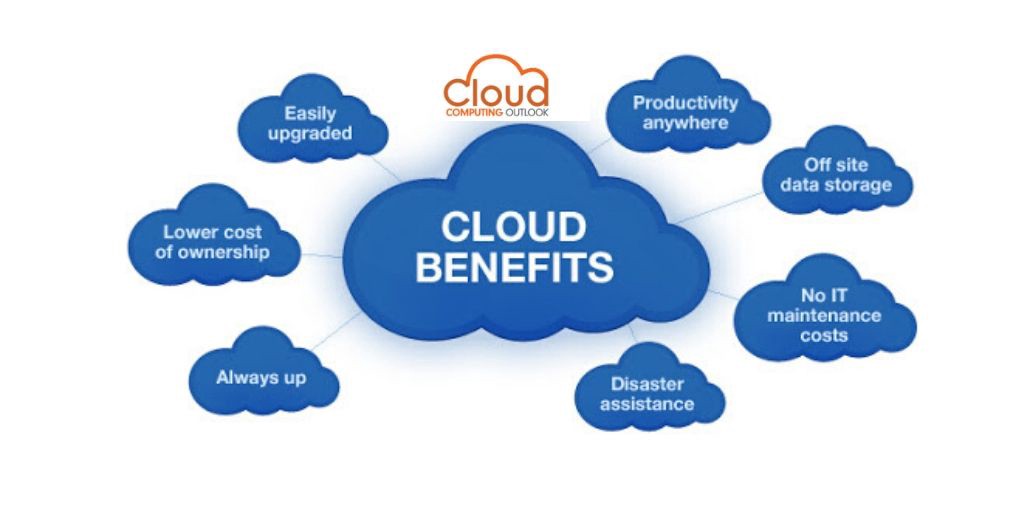 Cloud
COMPUTING OUTLOOK
Easily
upgraded
Productivity
anywhere
Off site
data storage
Lower cost
of ownership
CLOUD
BENEFITS
No IT
maintenance
costs
Always up
Disaster
assistance